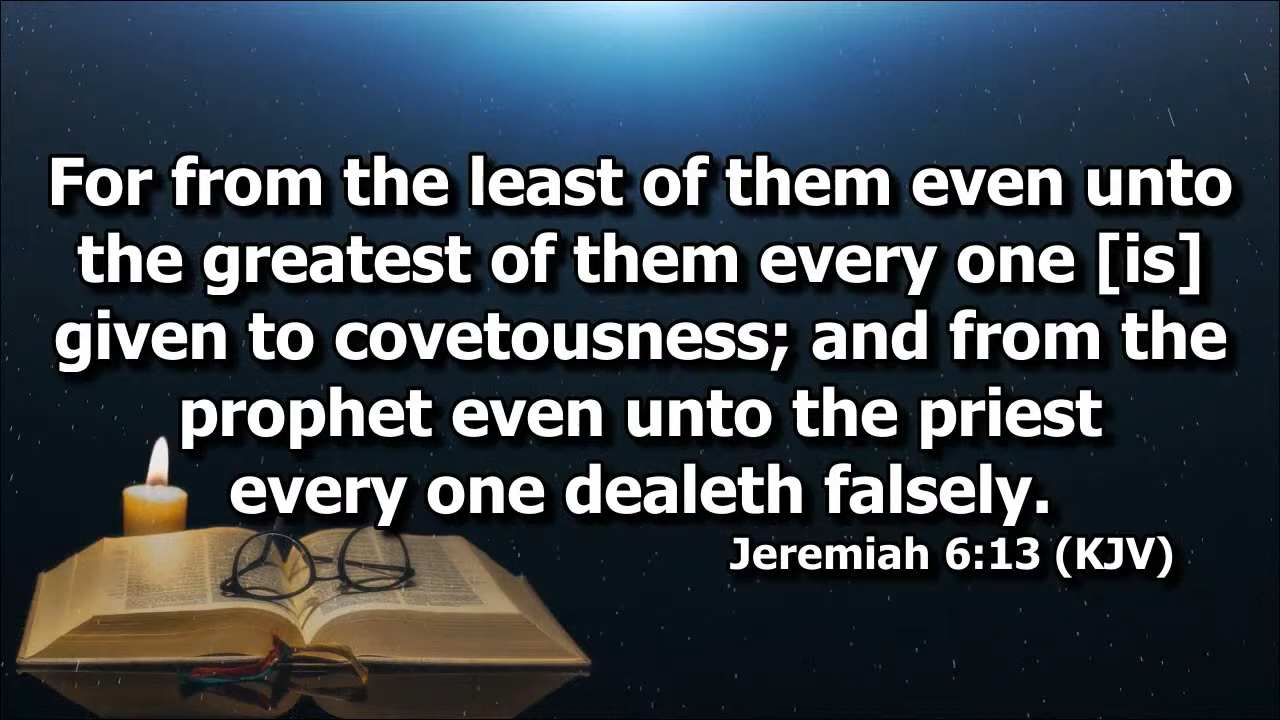 For from the least of them even unto
the greatest of them every one [is]
given to covetousness; and from the
prophet even unto the priest
every one dealeth falsely.
Jeremiah 6:13 (KJV)